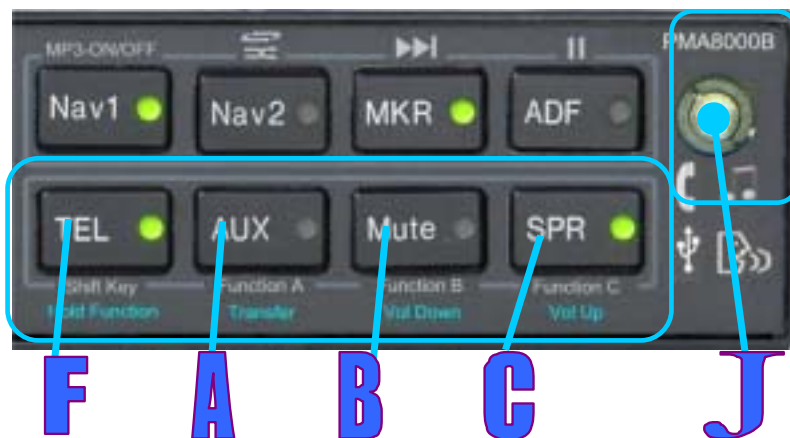 MP3-ON/OFF PMA8000B
Nav1 Nav2 MKR ADF
TEL AUX Mute SPR
Shift Key Function A Function B Function C
Hold Function Transfer Vol Down Vol Up
F A B C J